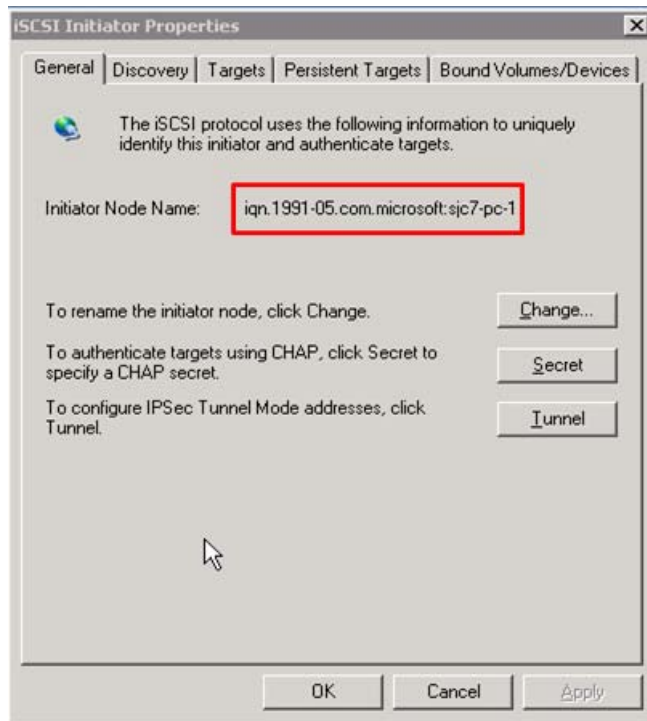 iSCSI Initiator Properties
General Discovery Targets Persistent Targets Bound Volumes/Devices
The iSCSI protocol uses the following information to uniquely
identify this initiator and authenticate targets.
Initiator Node Name: iqn.1991-05.com.microsoft:sjc7-pc-1
To rename the initiator node, click Change. Change...
To authenticate targets using CHAP, click Secret to
specify a CHAP secret.
Secret
To configure IPSec Tunnel Mode addresses, click
Tunnel.
Tunnel
OK Cancel Apply